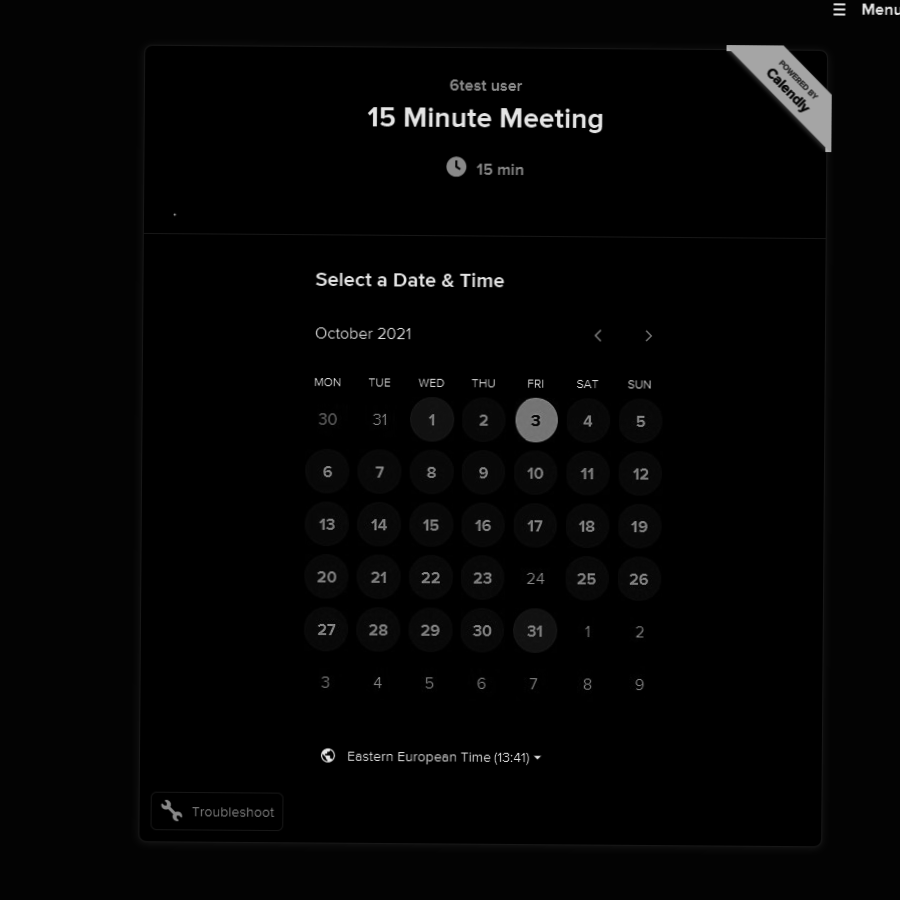 ☰ Menu
POWERED BY
Calendly
6test user
15 Minute Meeting
15 min
Select a Date & Time
October 2021
MON TUE WED THU FRI SAT SUN
30 31 1 2 3 4 5
6 7 8 9 10 11 12
13 14 15 16 17 18 19
20 21 22 23 24 25 26
27 28 29 30 31 1 2
3 4 5 6 7 8 9
Eastern European Time (13:41)
Troubleshoot